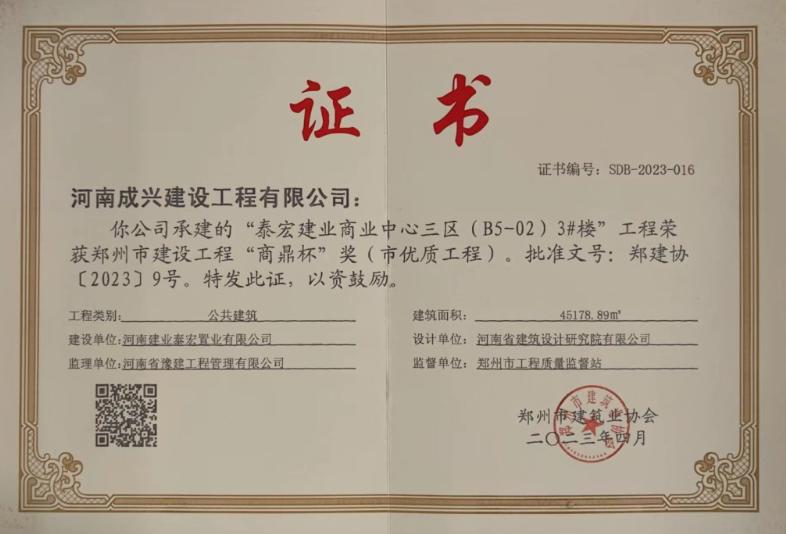 证书
证书编号：SDB-2023-016
河南成兴建设工程有限公司：
你公司承建的“泰宏建业商业中心三区（B5-02）3#楼”工程荣
获郑州市建设工程“商鼎杯”奖（市优质工程）。批准文号：郑建协
〔2023〕9号。特发此证，以资鼓励。
工程类别：公共建筑
建筑面积：45178.89㎡
建设单位：河南建业泰宏置业有限公司
设计单位：河南省建筑设计研究院有限公司
监理单位：河南省豫建工程管理有限公司
监督单位：郑州市工程质量监督站
郑州市建筑业协会
二〇二三年四月